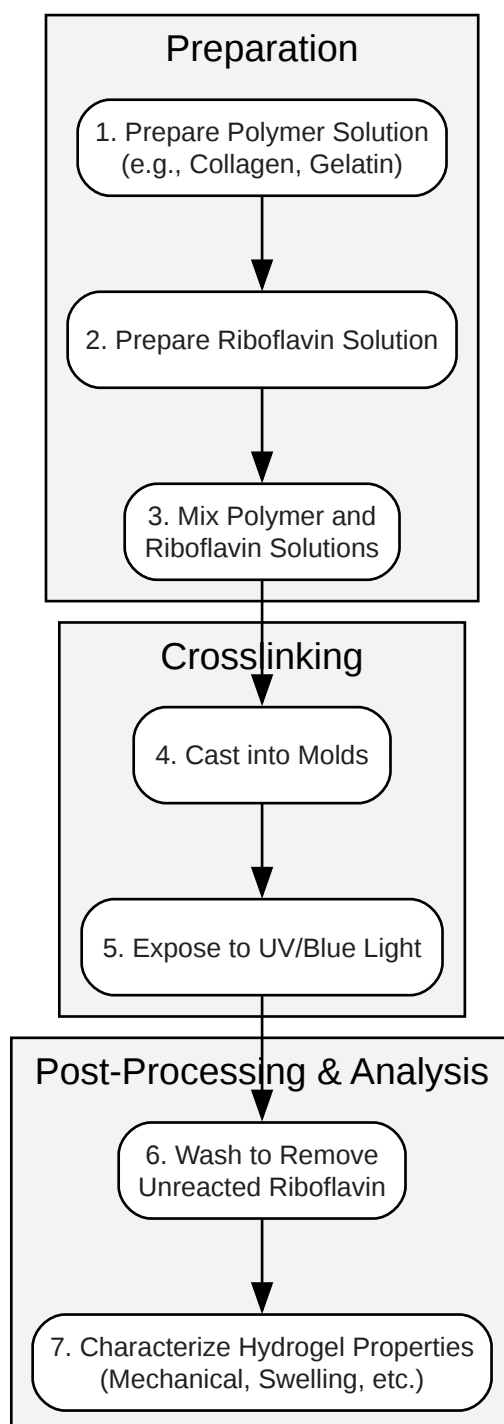 Preparation
1. Prepare Polymer Solution
(e.g., Collagen, Gelatin)
2. Prepare Riboflavin Solution
3. Mix Polymer and
Riboflavin Solutions
Crosslinking
4. Cast into Molds
5. Expose to UV/Blue Light
Post-Processing & Analysis
6. Wash to Remove
Unreacted Riboflavin
7. Characterize Hydrogel Properties
(Mechanical, Swelling, etc.)